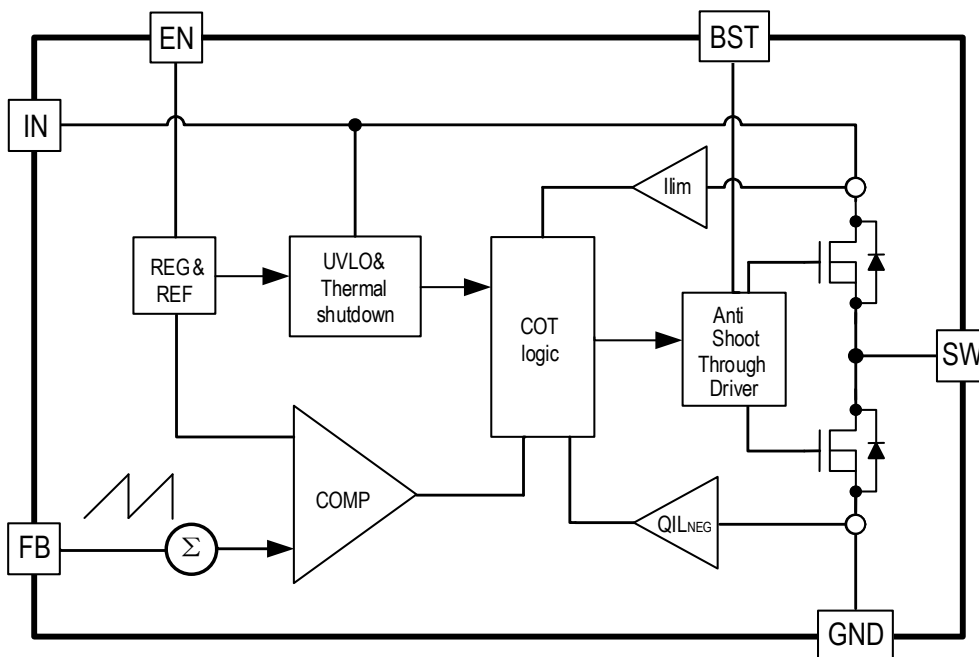 EN
BST
IN
Ilim
REG&
REF
UVLO&
Thermal
shutdown
COT
logic
Anti
Shoot
Through
Driver
SW
COMP
QILNEG
FB
Σ
GND